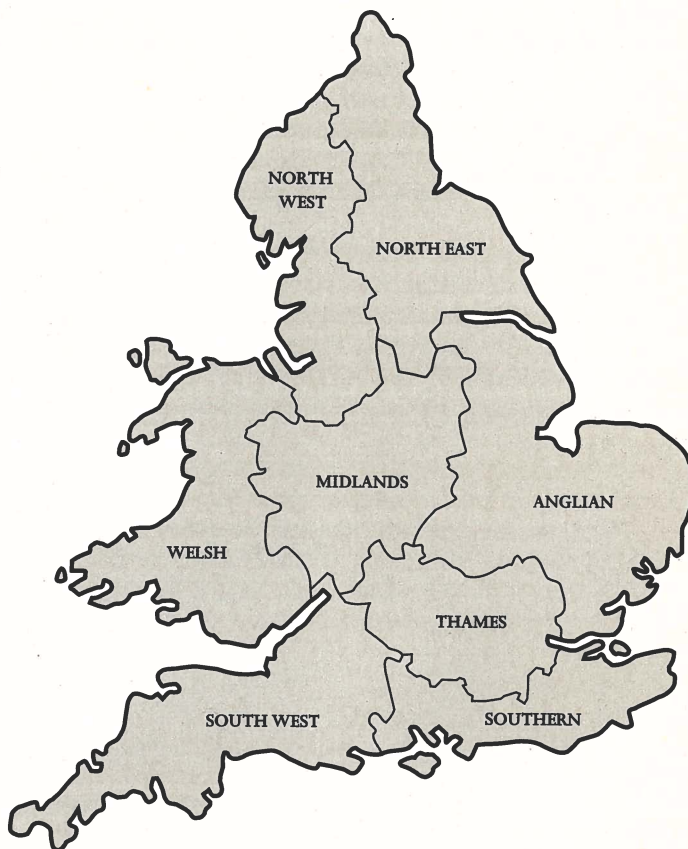 NORTH
WEST
NORTH EAST
MIDLANDS
ANGLIAN
WELSH
THAMES
SOUTH WEST
SOUTHERN